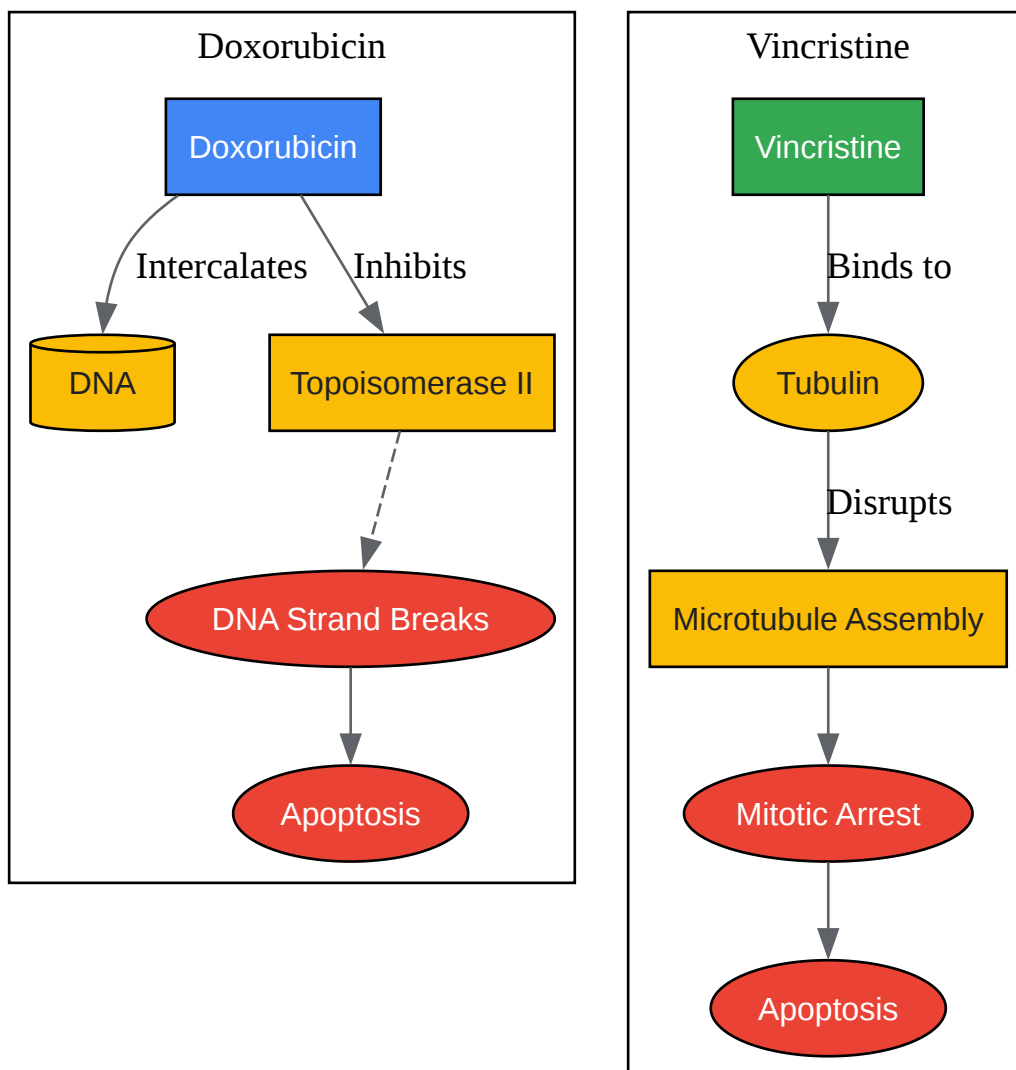 Doxorubicin
Doxorubicin
Intercalates
Inhibits
DNA
Topoisomerase II
DNA Strand Breaks
Apoptosis
Vincristine
Vincristine
Binds to
Tubulin
Disrupts
Microtubule Assembly
Mitotic Arrest
Apoptosis